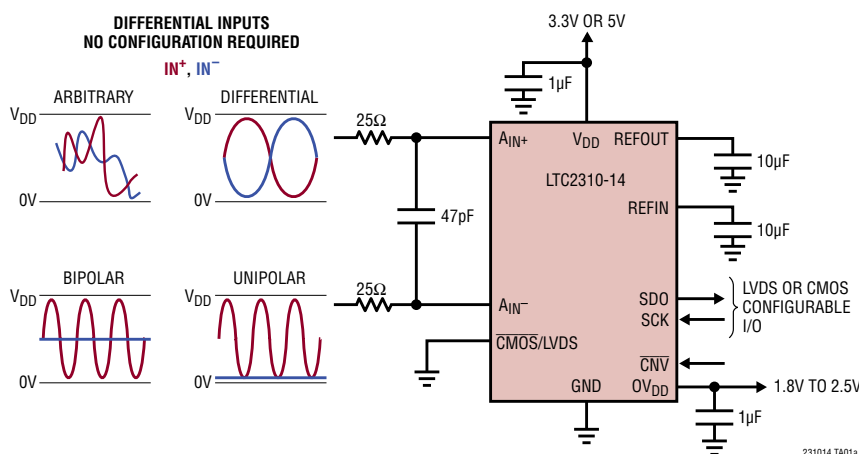 DIFFERENTIAL INPUTS
NO CONFIGURATION REQUIRED
IN+, IN–
ARBITRARY
VDD
0V
DIFFERENTIAL
BIPOLAR
VDD
0V
UNIPOLAR
VDD
0V
25Ω
47pF
25Ω
3.3V OR 5V
1µF
AIN+
VDD
REFOUT
10µF
LTC2310-14
REFIN
10µF
AIN–
SDO
SCK
LVDS OR CMOS
CONFIGURABLE
I/O
CMOS/LVDS
CNV
GND
OVDD
1.8V TO 2.5V
1µF
231014 TA01a